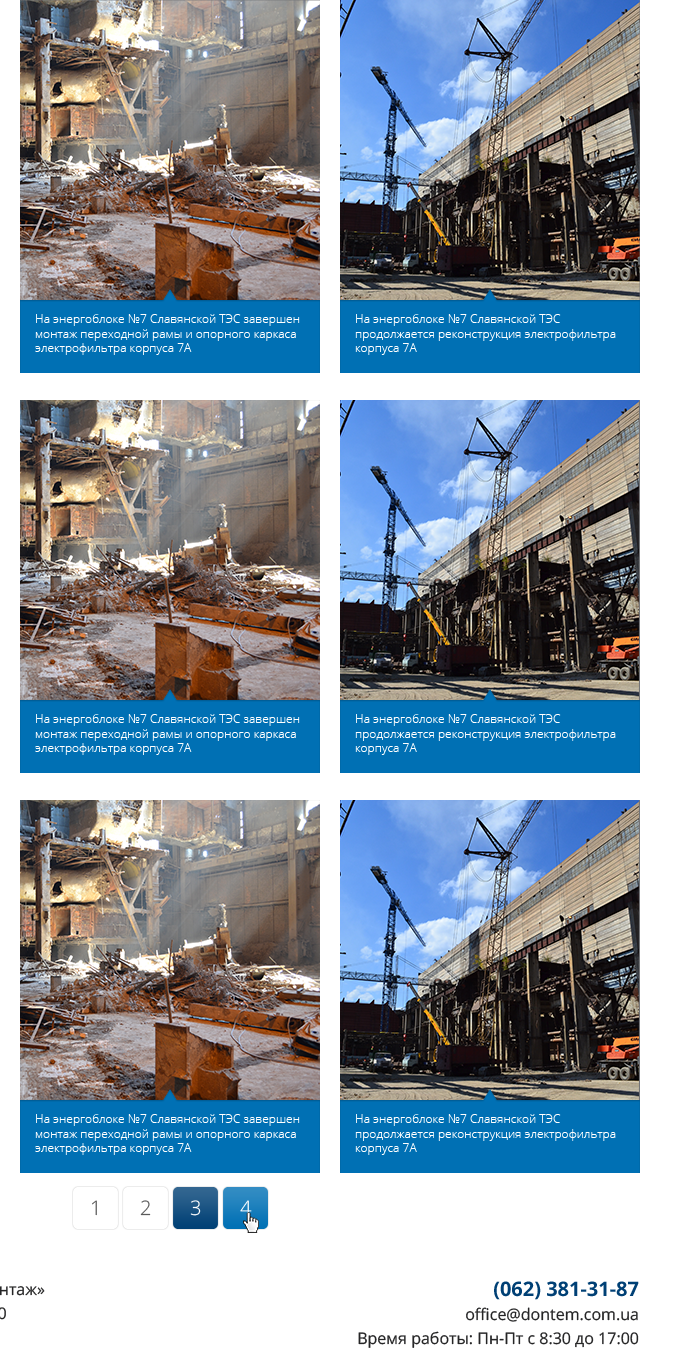 На энергоблоке №7 Славянской ТЭС завершен
монтаж переходной рамы и опорного каркаса
электрофильтра корпуса 7А
На энергоблоке №7 Славянской ТЭС
продолжается реконструкция электрофильтра
корпуса 7А
На энергоблоке №7 Славянской ТЭС завершен
монтаж переходной рамы и опорного каркаса
электрофильтра корпуса 7А
На энергоблоке №7 Славянской ТЭС
продолжается реконструкция электрофильтра
корпуса 7А
На энергоблоке №7 Славянской ТЭС завершен
монтаж переходной рамы и опорного каркаса
электрофильтра корпуса 7А
На энергоблоке №7 Славянской ТЭС
продолжается реконструкция электрофильтра
корпуса 7А
1 2 3 4
нтаж»
0
(062) 381-31-87
office@dontem.com.ua
Время работы: Пн-Пт с 8:30 до 17:00